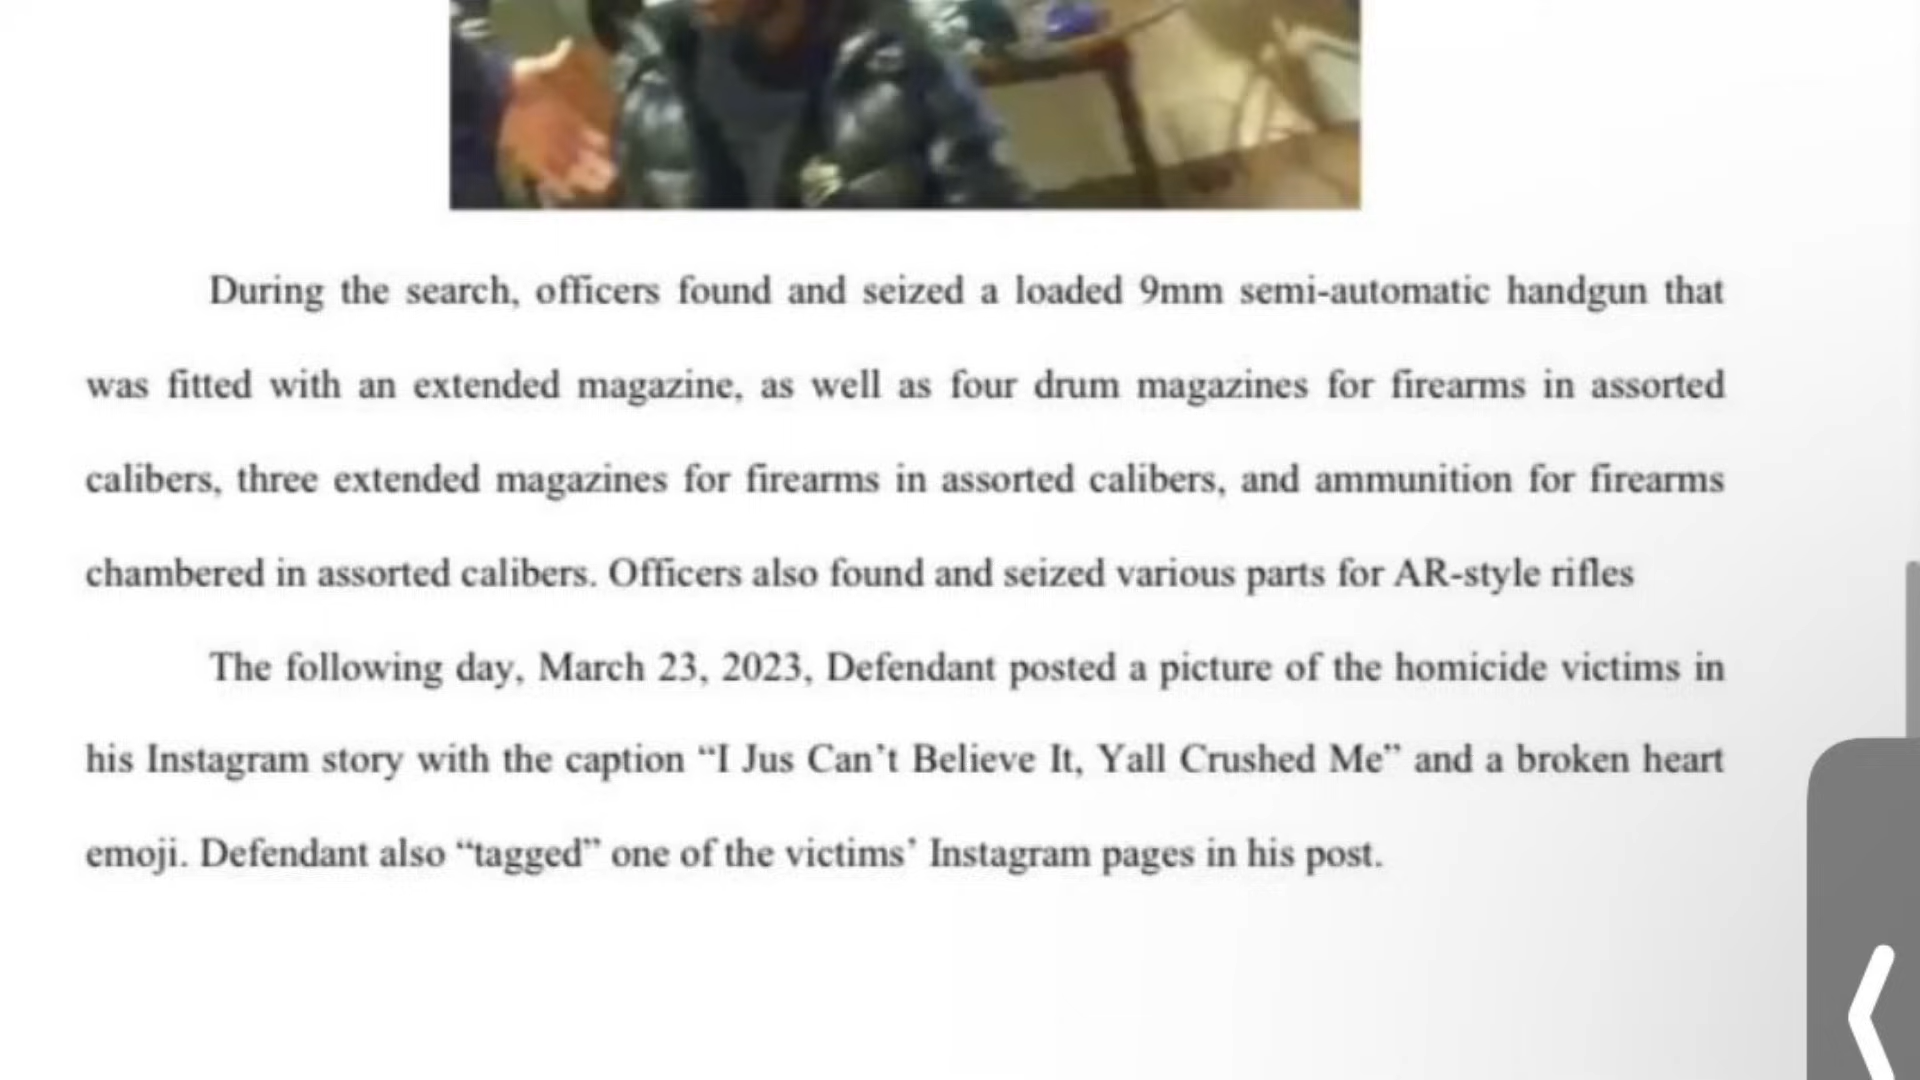 During the search, officers found and seized a loaded 9mm semi-automatic handgun that
was fitted with an extended magazine, as well as four drum magazines for firearms in assorted
calibers, three extended magazines for firearms in assorted calibers, and ammunition for firearms
chambered in assorted calibers. Officers also found and seized various parts for AR-style rifles
The following day, March 23, 2023, Defendant posted a picture of the homicide victims in
his Instagram story with the caption “I Jus Can’t Believe It, Yall Crushed Me” and a broken heart
emoji. Defendant also “tagged” one of the victims’ Instagram pages in his post.